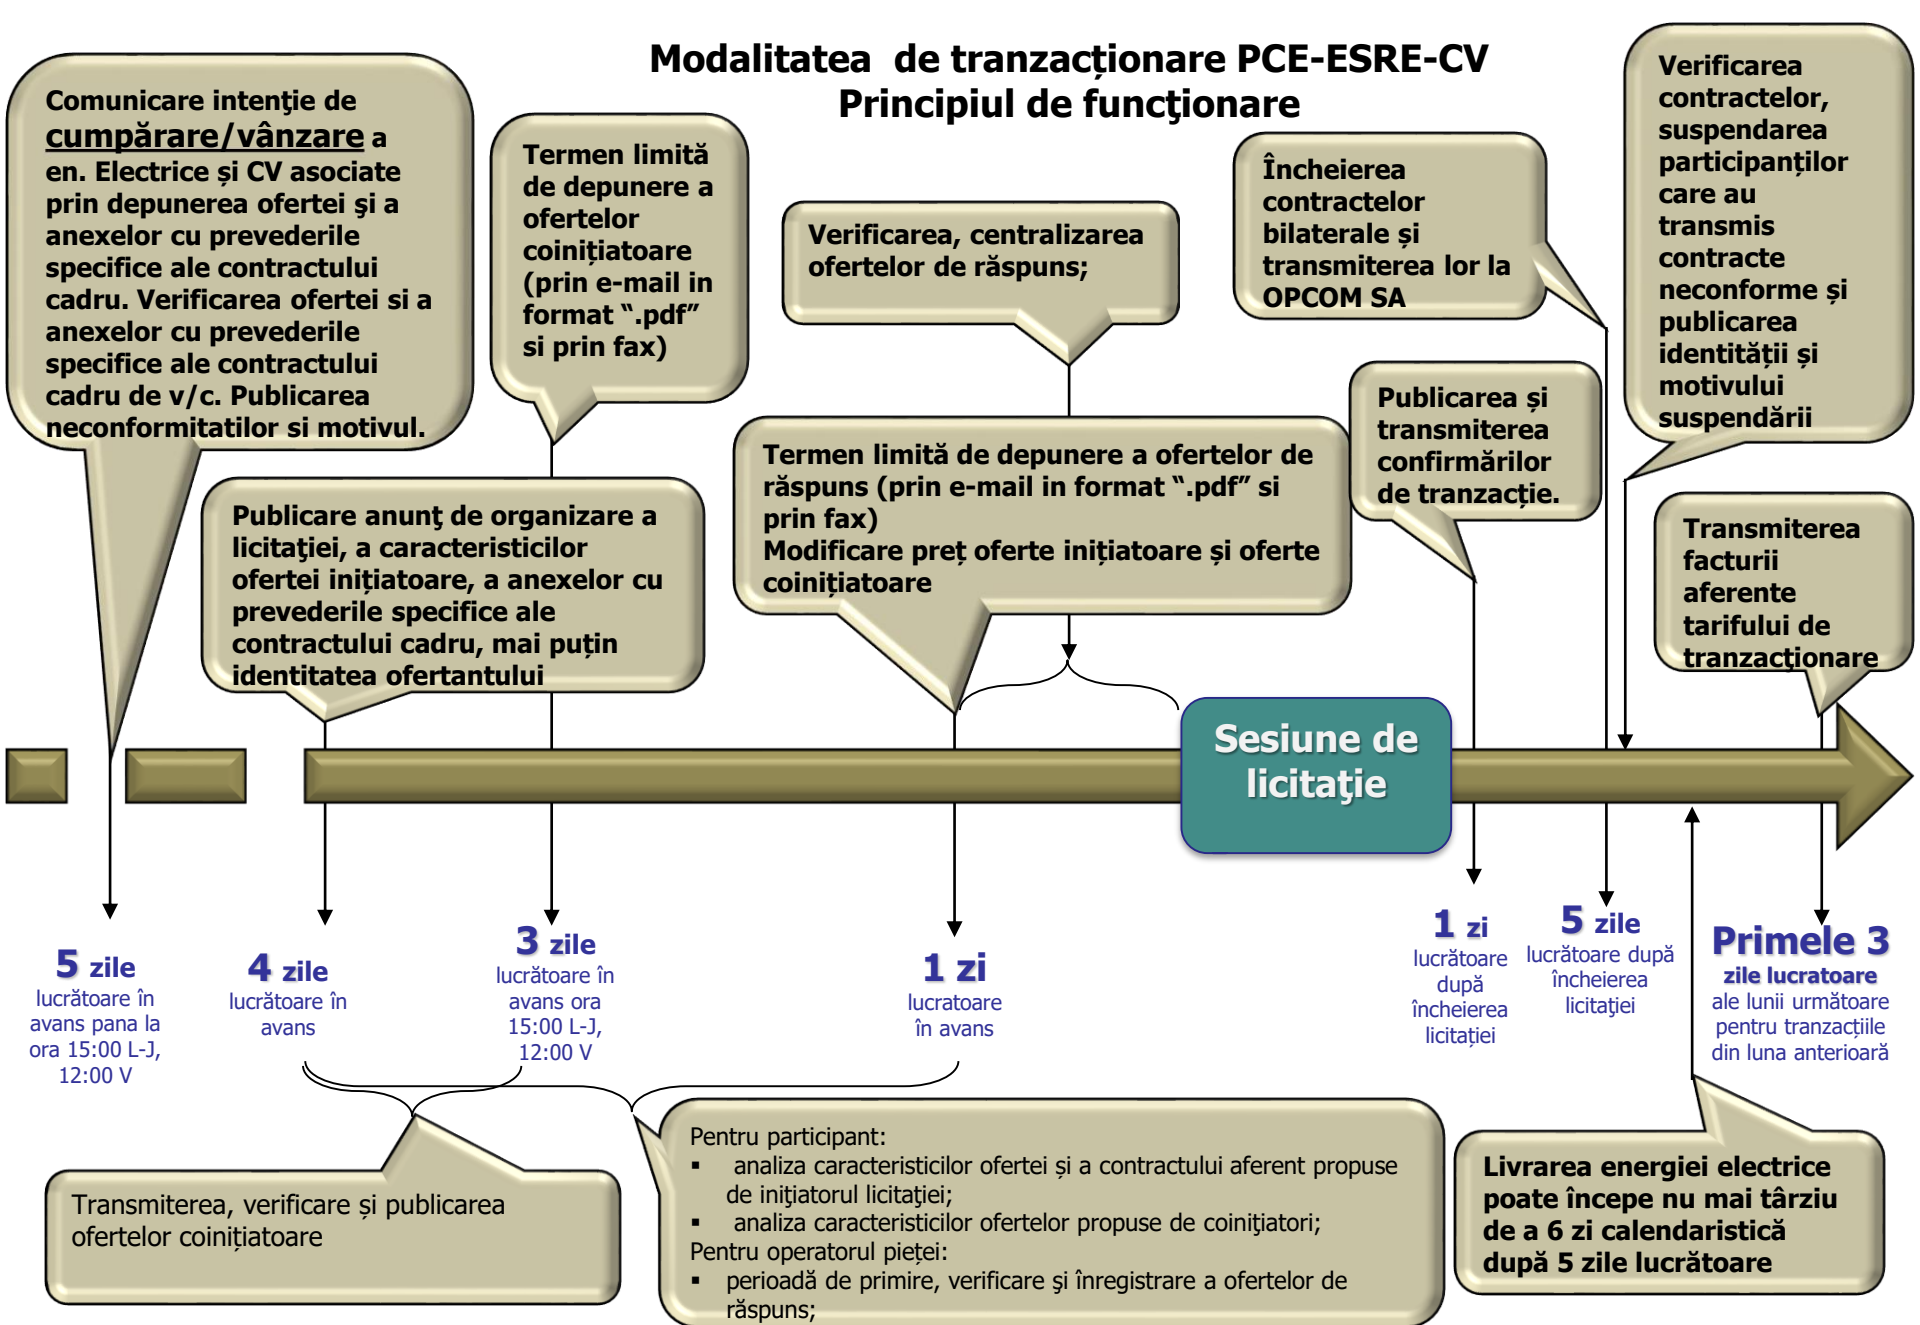 Modalitatea de tranzacționare PCE-ESRE-CV
Principiul de funcţionare
Comunicare intenţie de
cumpărare/vânzare a
en. Electrice și CV asociate
prin depunerea ofertei şi a
anexelor cu prevederile
specifice ale contractului
cadru. Verificarea ofertei si a
anexelor cu prevederile
specifice ale contractului
cadru de v/c. Publicarea
neconformitatilor si motivul.
Termen limită
de depunere a
ofertelor
coinițiatoare
(prin e-mail in
format “.pdf”
si prin fax)
Verificarea, centralizarea
ofertelor de răspuns;
Încheierea
contractelor
bilaterale și
transmiterea lor la
OPCOM SA
Verificarea
contractelor,
suspendarea
participanților
care au
transmis
contracte
neconforme și
publicarea
identității și
motivului
suspendării
Publicare anunţ de organizare a
licitaţiei, a caracteristicilor
ofertei inițiatoare, a anexelor cu
prevederile specifice ale
contractului cadru, mai puțin
identitatea ofertantului
Termen limită de depunere a ofertelor de
răspuns (prin e-mail in format “.pdf” si
prin fax)
Modificare preț oferte inițiatoare și oferte
coinițiatoare
Publicarea și
transmiterea
confirmărilor
de tranzacție.
Transmiterea
facturii
aferente
tarifului de
tranzacţionare
Sesiune de
licitaţie
5 zile
lucrătoare în
avans pana la
ora 15:00 L-J,
12:00 V
4 zile
lucrătoare în
avans
3 zile
lucrătoare în
avans ora
15:00 L-J,
12:00 V
1 zi
lucratoare
în avans
1 zi
lucrătoare
după
încheierea
licitației
5 zile
lucrătoare după
încheierea
licitaţiei
Primele 3
zile lucratoare
ale lunii următoare
pentru tranzacțiile
din luna anterioară
Transmiterea, verificare și publicarea
ofertelor coinițiatoare
Pentru participant:
▪ analiza caracteristicilor ofertei și a contractului aferent propuse
de iniţiatorul licitaţiei;
▪ analiza caracteristicilor ofertelor propuse de coiniţiatori;
Pentru operatorul pieței:
▪ perioadă de primire, verificare şi înregistrare a ofertelor de
răspuns;
Livrarea energiei electrice
poate începe nu mai târziu
de a 6 zi calendaristică
după 5 zile lucrătoare